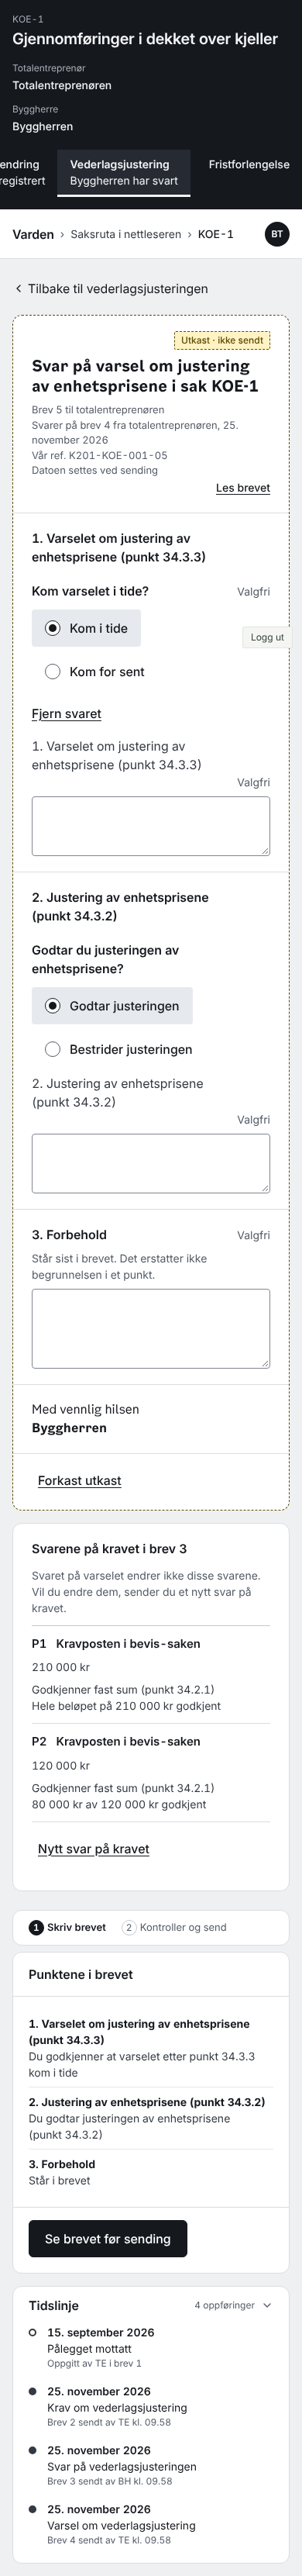 KOE-1
Gjennomføringer i dekket over kjeller
Totalentreprenør
Totalentreprenøren
Byggherre
Byggherren
endring
registrert
Vederlagsjustering
Byggherren har svart
Fristforlengelse
Varden › Saksruta i nettleseren › KOE-1
BT
Tilbake til vederlagsjusteringen
Utkast · ikke sendt
Svar på varsel om justering
av enhetsprisene i sak KOE-1
Brev 5 til totalentreprenøren
Svarer på brev 4 fra totalentreprenøren, 25.
november 2026
Vår ref. K201-KOE-001-05
Datoen settes ved sending
Les brevet
1. Varselet om justering av
enhetsprisene (punkt 34.3.3)
Kom varselet i tide?
Valgfri
Kom i tide
Logg ut
Kom for sent
Fjern svaret
1. Varselet om justering av
enhetsprisene (punkt 34.3.3)
Valgfri
2. Justering av enhetsprisene
(punkt 34.3.2)
Godtar du justeringen av
enhetsprisene?
Godtar justeringen
Bestrider justeringen
2. Justering av enhetsprisene
(punkt 34.3.2)
Valgfri
3. Forbehold
Valgfri
Står sist i brevet. Det erstatter ikke
begrunnelsen i et punkt.
Med vennlig hilsen
Byggherren
Forkast utkast
Svarene på kravet i brev 3
Svaret på varselet endrer ikke disse svarene.
Vil du endre dem, sender du et nytt svar på
kravet.
P1 Kravposten i bevis-saken
210 000 kr
Godkjenner fast sum (punkt 34.2.1)
Hele beløpet på 210 000 kr godkjent
P2 Kravposten i bevis-saken
120 000 kr
Godkjenner fast sum (punkt 34.2.1)
80 000 kr av 120 000 kr godkjent
Nytt svar på kravet
1 Skriv brevet
2 Kontroller og send
Punktene i brevet
1. Varselet om justering av enhetsprisene
(punkt 34.3.3)
Du godkjenner at varselet etter punkt 34.3.3
kom i tide
2. Justering av enhetsprisene (punkt 34.3.2)
Du godtar justeringen av enhetsprisene
(punkt 34.3.2)
3. Forbehold
Står i brevet
Se brevet før sending
Tidslinje
4 oppføringer
15. september 2026
Pålegget mottatt
Oppgitt av TE i brev 1
25. november 2026
Krav om vederlagsjustering
Brev 2 sendt av TE kl. 09.58
25. november 2026
Svar på vederlagsjusteringen
Brev 3 sendt av BH kl. 09.58
25. november 2026
Varsel om vederlagsjustering
Brev 4 sendt av TE kl. 09.58